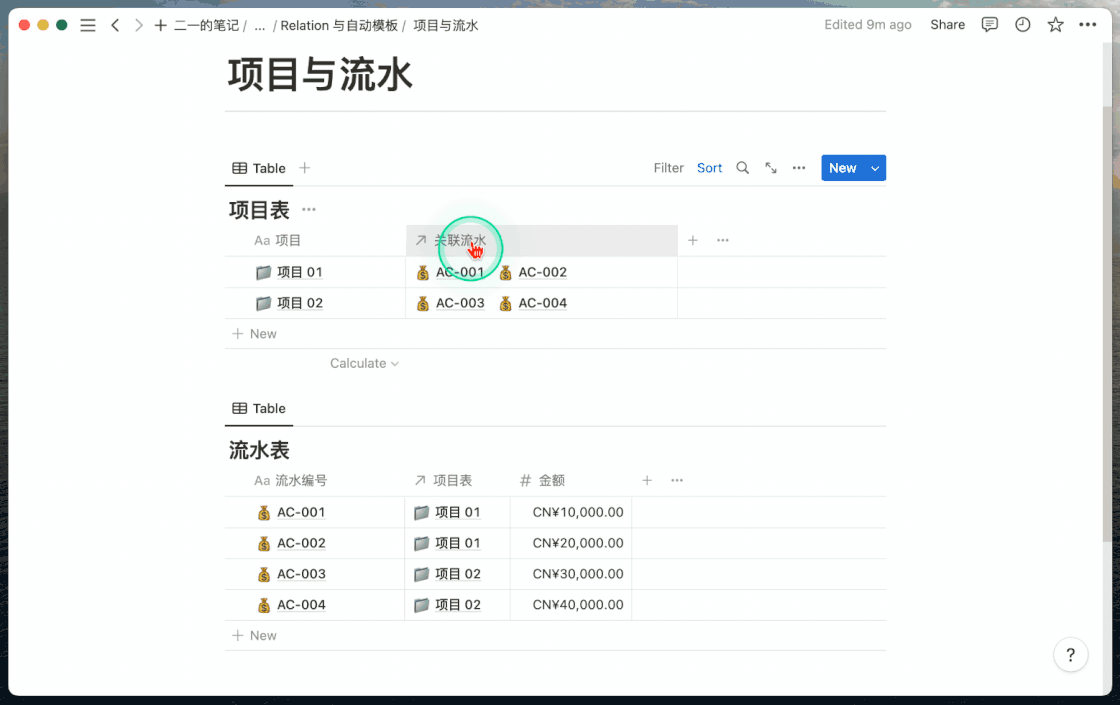 二一的笔记 / ... / Relation 与自动模板 / 项目与流水
Edited 9m ago Share
项目与流水
Table
Filter Sort New
项目表
Aa 项目 关联流水
项目 01 AC-001 AC-002
项目 02 AC-003 AC-004
New
Calculate
Table
流水表
Aa 流水编号 项目表 # 金额
AC-001 项目 01 CN¥10,000.00
AC-002 项目 01 CN¥20,000.00
AC-003 项目 02 CN¥30,000.00
AC-004 项目 02 CN¥40,000.00
New
?